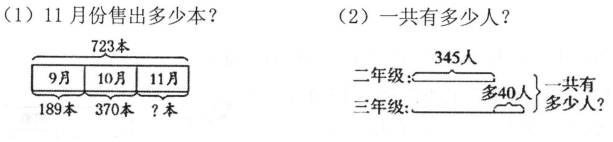 (1) 11 月份售出多少本?
723本
9月 10月 11月
189本 370本 ?本
(2) 一共有多少人?
345人
二年级:
多40人
三年级:
一共有
多少人?